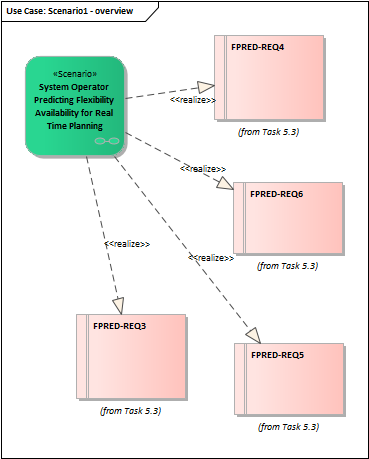 Use Case: Scenario1 - overview
«Scenario»
System Operator
Predicting Flexibility
Availability for Real
Time Planning
FPRED-REQ4
<<realize>>
(from Task 5.3)
<<realize>>
FPRED-REQ6
(from Task 5.3)
<<realize>>
<<realize>>
FPRED-REQ3
(from Task 5.3)
FPRED-REQ5
(from Task 5.3)